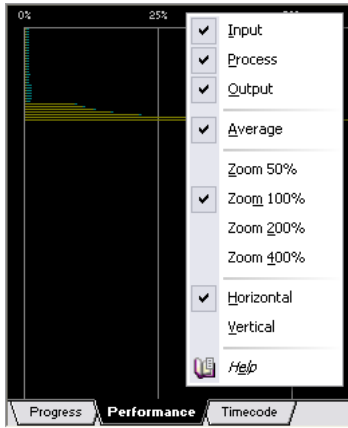 0% 25%
Input
Process
Output
Average
Zoom 50%
Zoom 100%
Zoom 200%
Zoom 400%
Horizontal
Vertical
Help
Progress Performance Timecode